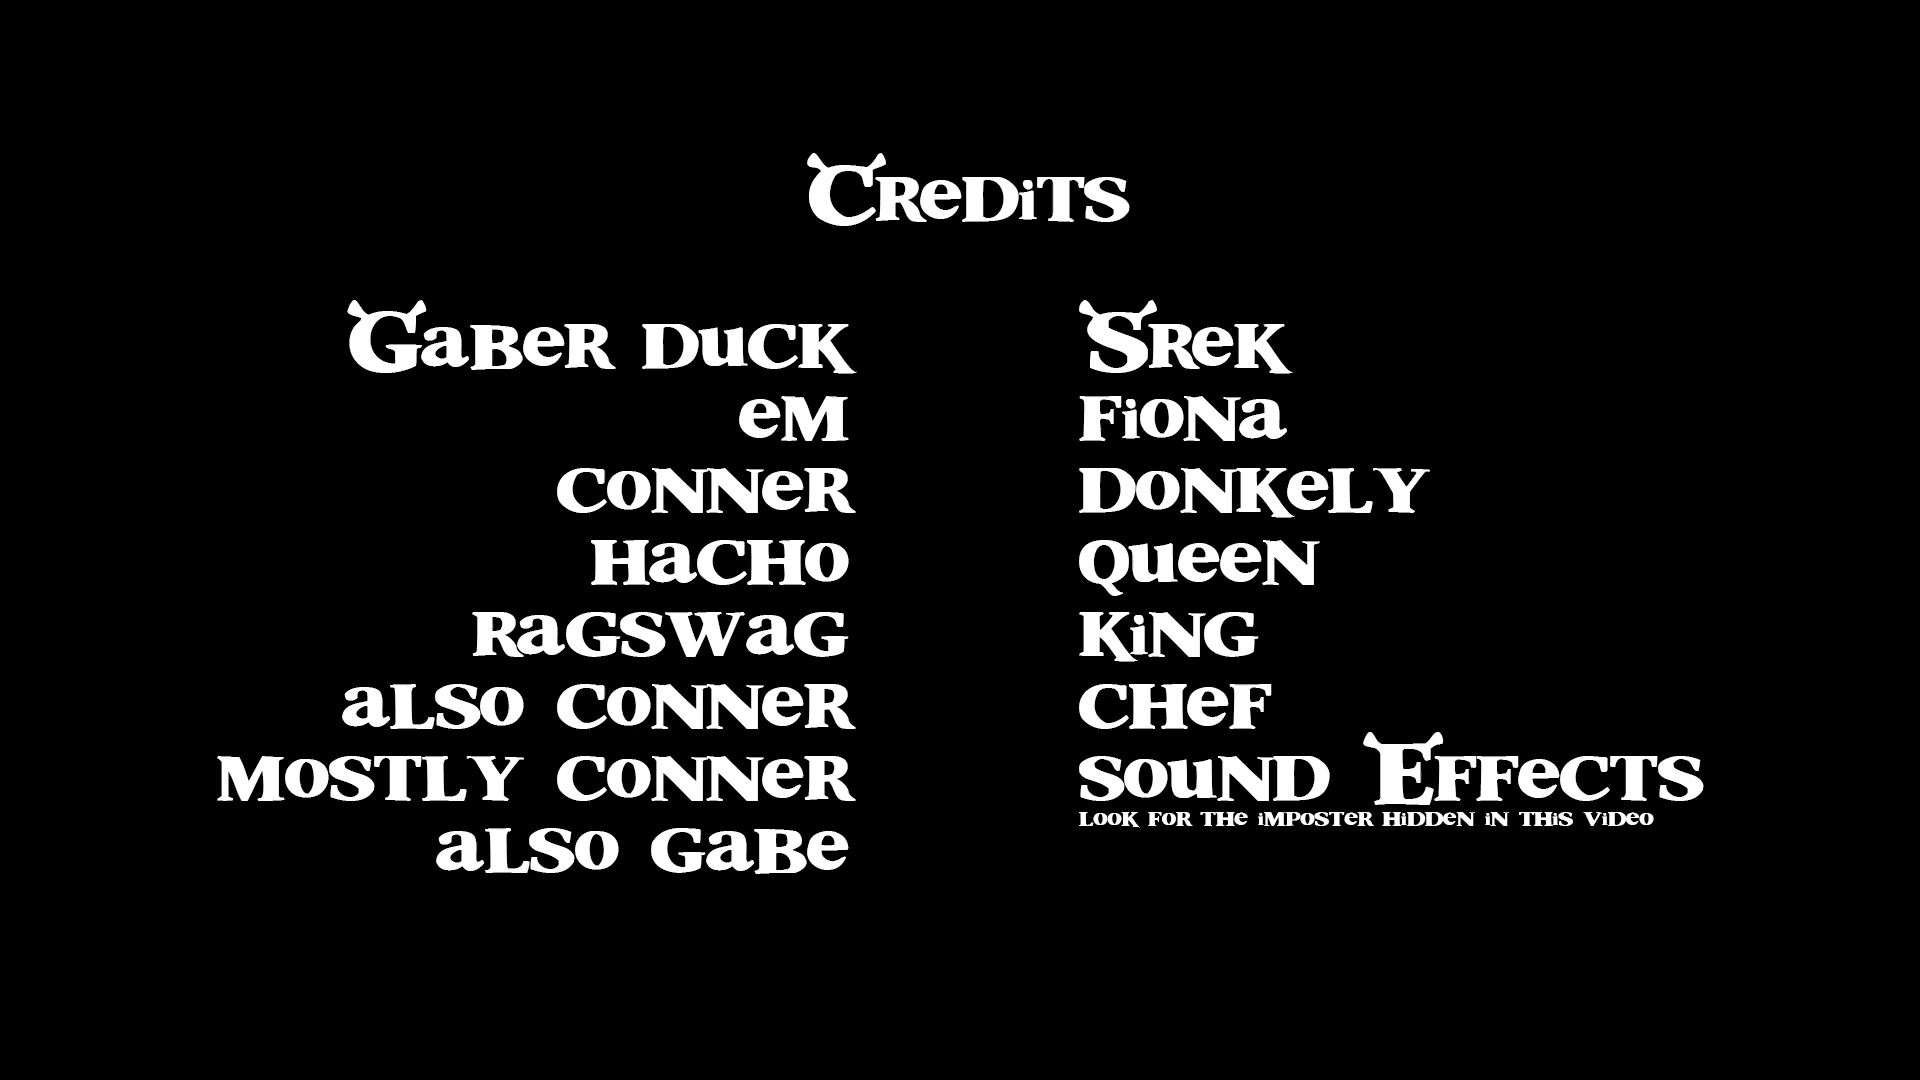 Credits
Gaber Duck Srek
em Fiona
Conner Donkely
Hacho Queen
Ragswag King
also Conner Chef
Mostly Conner Sound Effects
Look for the imposter hidden in this video
also Gabe